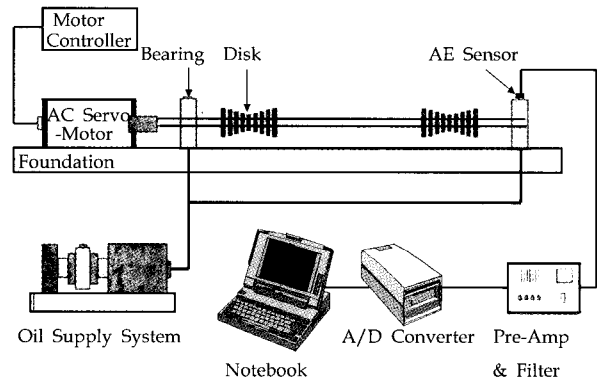 Motor
Controller
Bearing
Disk
AE Sensor
AC Servo
-Motor
Foundation
Oil Supply System
Notebook
A/D Converter
Pre-Amp
& Filter